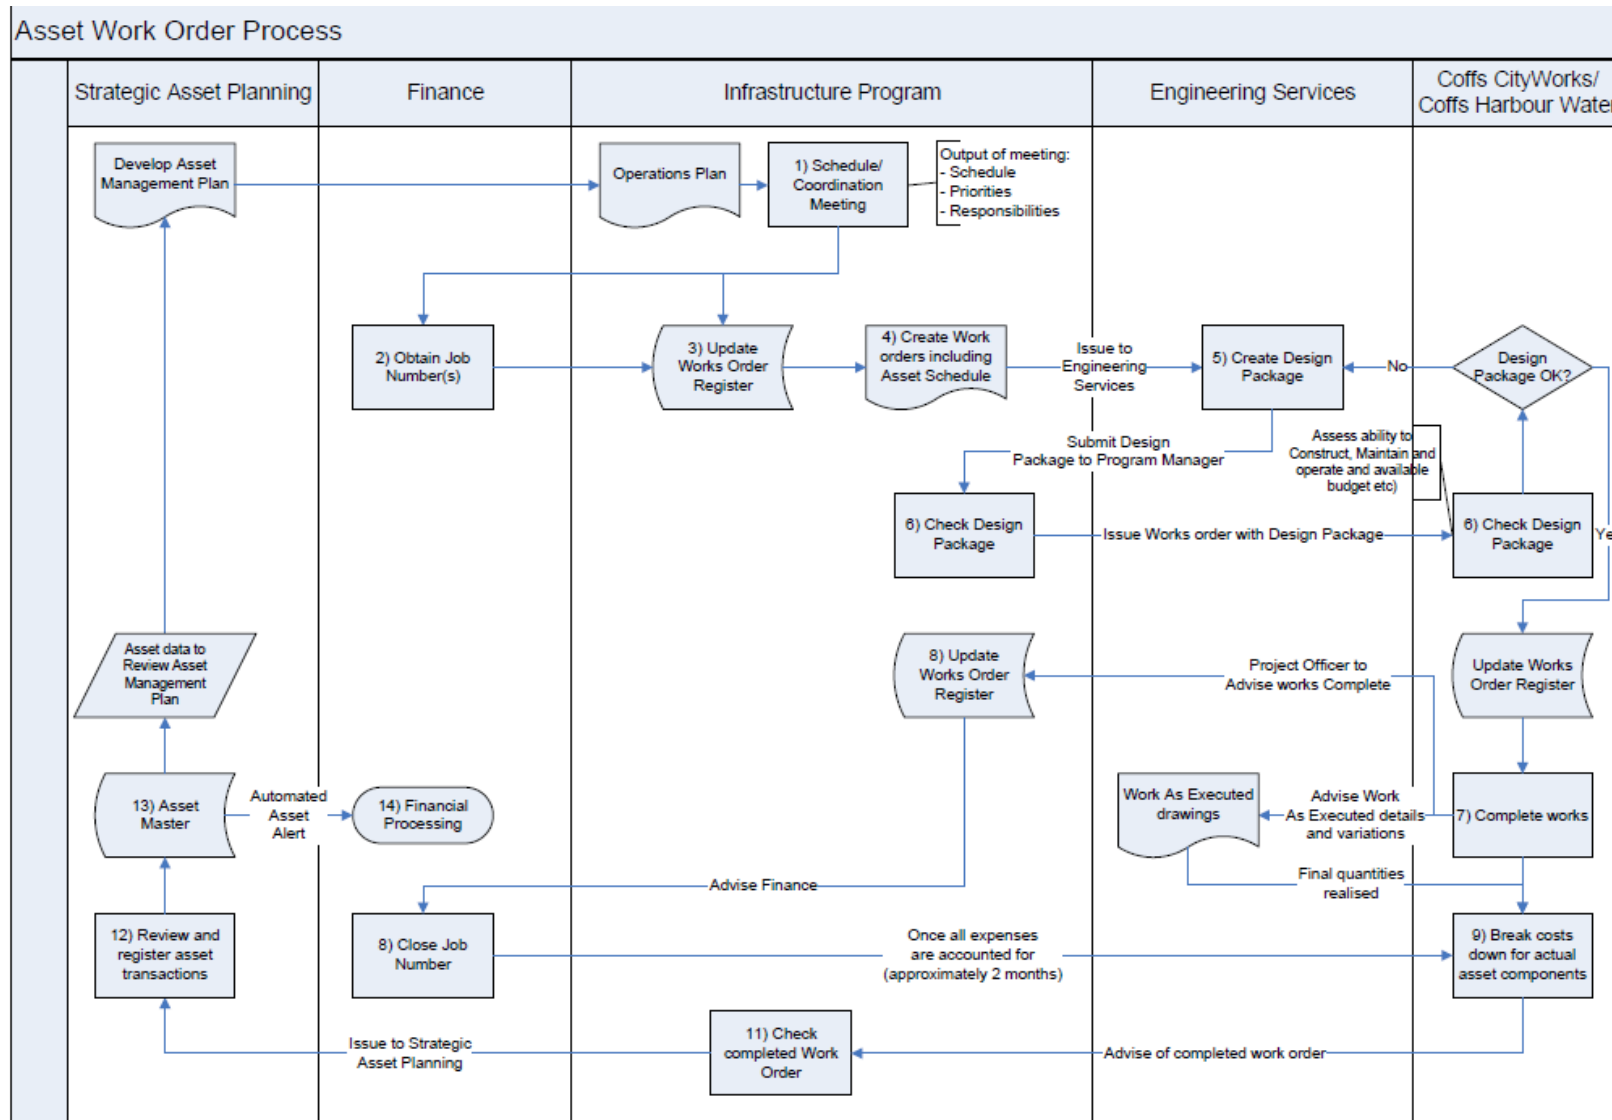 Asset Work Order Process
Strategic Asset Planning
Finance
Infrastructure Program
Engineering Services
Coffs CityWorks/
Coffs Harbour Water
Develop Asset
Management Plan
Operations Plan
1) Schedule/
Coordination
Meeting
Output of meeting:
- Schedule
- Priorities
- Responsibilities
2) Obtain Job
Number(s)
3) Update
Works Order
Register
4) Create Work
orders including
Asset Schedule
Issue to
Engineering
Services
5) Create Design
Package
No
Design
Package OK?
Submit Design
Package to Program Manager
Assess ability to
Construct, Maintain and
operate and available
budget etc)
6) Check Design
Package
Issue Works order with Design Package
6) Check Design
Package
Ye
Asset data to
Review Asset
Management
Plan
8) Update
Works Order
Register
Project Officer to
Advise works Complete
Update Works
Order Register
13) Asset
Master
Automated
Asset
Alert
14) Financial
Processing
Work As Executed
drawings
Advise Work
As Executed details
and variations
7) Complete works
Advise Finance
Final quantities
realised
12) Review and
register asset
transactions
8) Close Job
Number
Once all expenses
are accounted for
(approximately 2 months)
9) Break costs
down for actual
asset components
Issue to Strategic
Asset Planning
11) Check
completed Work
Order
Advise of completed work order